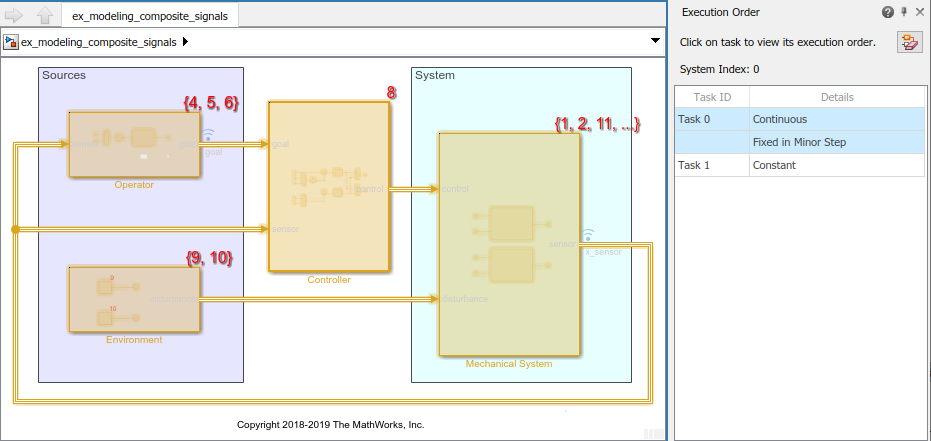 ex_modeling_composite_signals
ex_modeling_composite_signals
Sources
{4, 5, 6}
goal
Operator
{9, 10}
9
10
Environment
8
goal
control
sensor
Controller
System
{1, 2, 11, ...}
control
disturbance
sensor
x_sensor
Mechanical System
Copyright 2018-2019 The MathWorks, Inc.
Execution Order
Click on task to view its execution order.
System Index: 0
Task ID Details
Task 0 Continuous
Fixed in Minor Step
Task 1 Constant